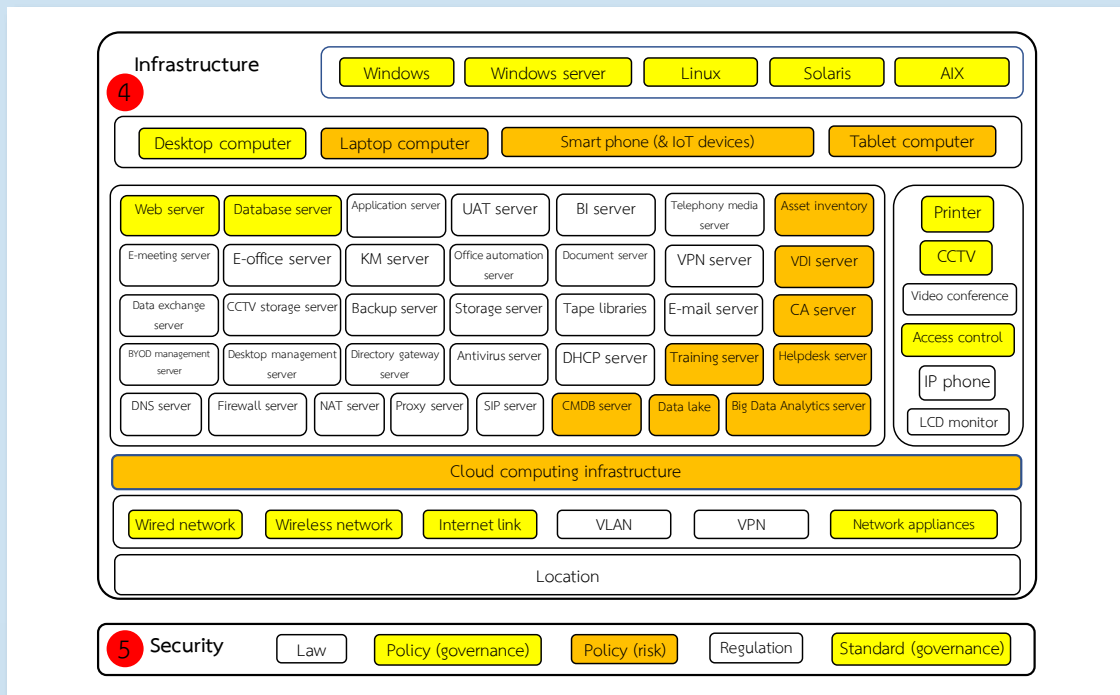 Infrastructure
4
Windows
Windows server
Linux
Solaris
AIX
Desktop computer
Laptop computer
Smart phone (& IoT devices)
Tablet computer
Web server
Database server
Application server
UAT server
BI server
Telephony media
server
Asset inventory
E-meeting server
E-office server
KM server
Office automation
server
Document server
VPN server
VDI server
Data exchange
server
CCTV storage server
Backup server
Storage server
Tape libraries
E-mail server
CA server
BYOD management
server
Desktop management
server
Directory gateway
server
Antivirus server
DHCP server
Training server
Helpdesk server
DNS server
Firewall server
NAT server
Proxy server
SIP server
CMDB server
Data lake
Big Data Analytics server
Printer
CCTV
Video conference
Access control
IP phone
LCD monitor
Cloud computing infrastructure
Wired network
Wireless network
Internet link
VLAN
VPN
Network appliances
Location
5
Security
Law
Policy (governance)
Policy (risk)
Regulation
Standard (governance)